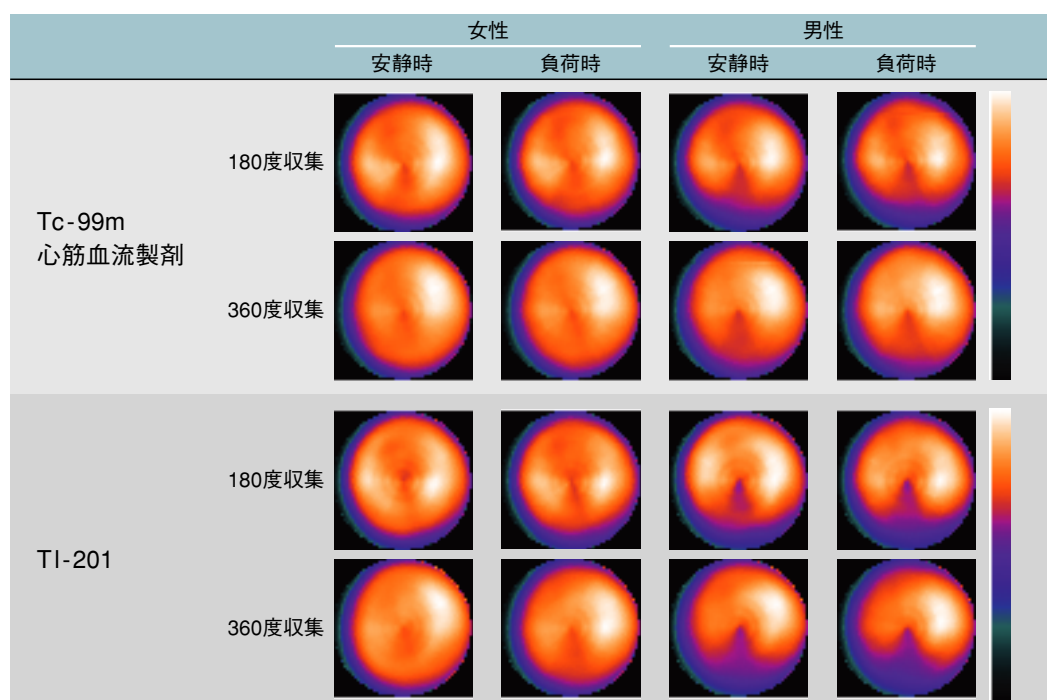 女性 男性
安静時 負荷時 安静時 負荷時
180度収集
Tc-99m
心筋血流製剤
360度収集
180度収集
Tl-201
360度収集